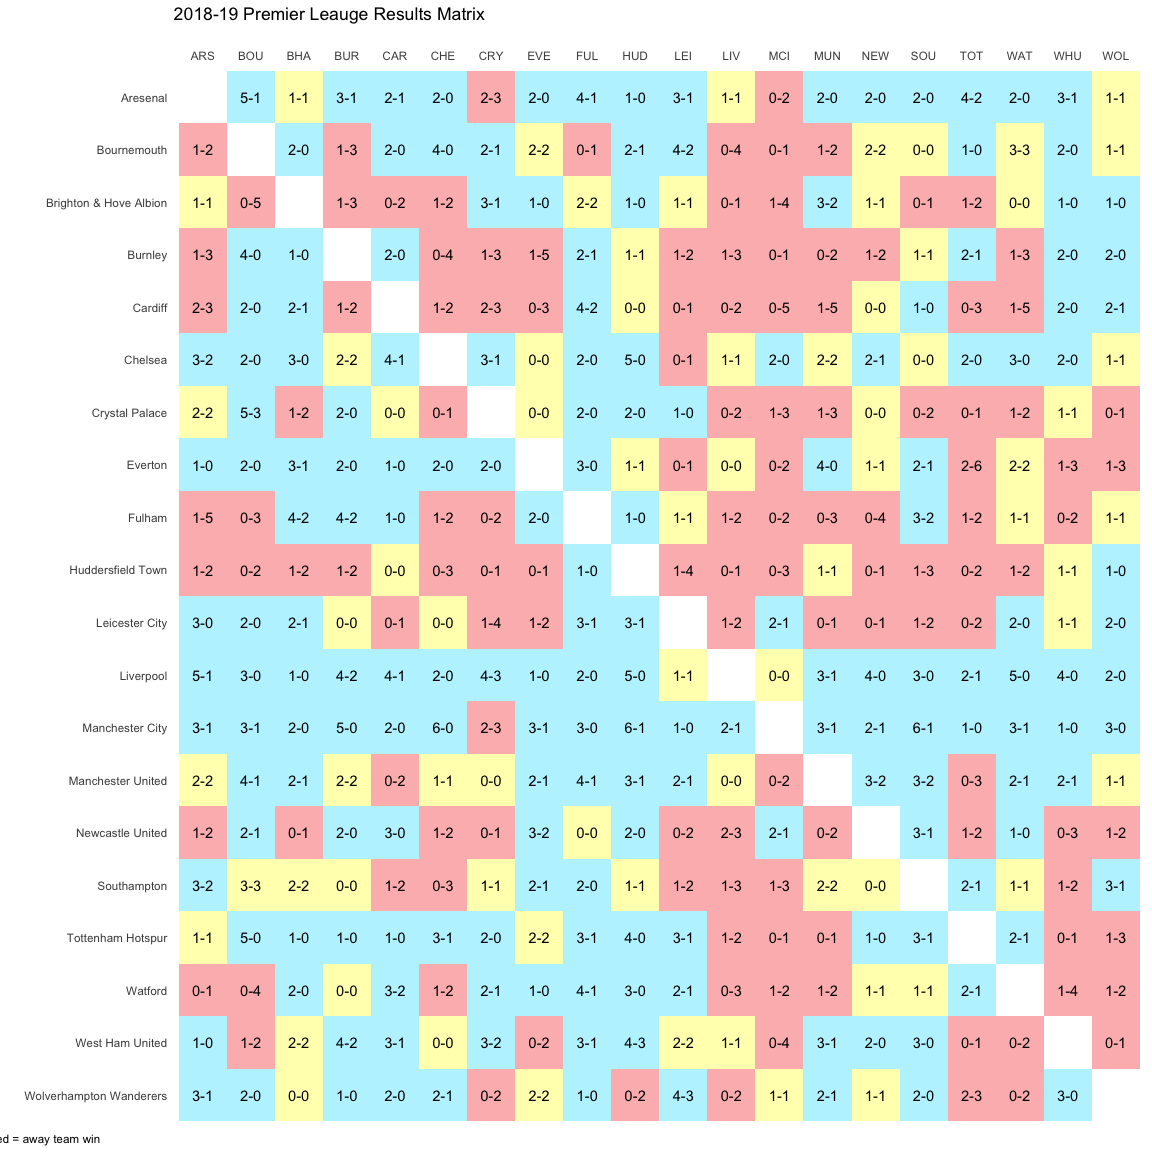 2018-19 Premier Leauge Results Matrix
ARS BOU BHA BUR CAR CHE CRY EVE FUL HUD LEI LIV MCI MUN NEW SOU TOT WAT WHU WOL
Aresenal 5-1 1-1 3-1 2-1 2-0 2-3 2-0 4-1 1-0 3-1 1-1 0-2 2-0 2-0 2-0 4-2 2-0 3-1 1-1
Bournemouth 1-2 2-0 1-3 2-0 4-0 2-1 2-2 0-1 2-1 4-2 0-4 0-1 1-2 2-2 0-0 1-0 3-3 2-0 1-1
Brighton & Hove Albion 1-1 0-5 1-3 0-2 1-2 3-1 1-0 2-2 1-0 1-1 0-1 1-4 3-2 1-1 0-1 1-2 0-0 1-0 1-0
Burnley 1-3 4-0 1-0 2-0 0-4 1-3 1-5 2-1 1-1 1-2 1-3 0-1 0-2 1-2 1-1 2-1 1-3 2-0 2-0
Cardiff 2-3 2-0 2-1 1-2 1-2 2-3 0-3 4-2 0-0 0-1 0-2 0-5 1-5 0-0 1-0 0-3 1-5 2-0 2-1
Chelsea 3-2 2-0 3-0 2-2 4-1 3-1 0-0 2-0 5-0 0-1 1-1 2-0 2-2 2-1 0-0 2-0 3-0 2-0 1-1
Crystal Palace 2-2 5-3 1-2 2-0 0-0 0-1 0-0 2-0 2-0 1-0 0-2 1-3 1-3 0-0 0-2 0-1 1-2 1-1 0-1
Everton 1-0 2-0 3-1 2-0 1-0 2-0 2-0 3-0 1-1 0-1 0-0 0-2 4-0 1-1 2-1 2-6 2-2 1-3 1-3
Fulham 1-5 0-3 4-2 4-2 1-0 1-2 0-2 2-0 1-0 1-1 1-2 0-2 0-3 0-4 3-2 1-2 1-1 0-2 1-1
Huddersfield Town 1-2 0-2 1-2 1-2 0-0 0-3 0-1 0-1 1-0 1-4 0-1 0-3 1-1 0-1 1-3 0-2 1-2 1-1 1-0
Leicester City 3-0 2-0 2-1 0-0 0-1 0-0 1-4 1-2 3-1 3-1 1-2 2-1 0-1 0-1 1-2 0-2 2-0 1-1 2-0
Liverpool 5-1 3-0 1-0 4-2 4-1 2-0 4-3 1-0 2-0 5-0 1-1 0-0 3-1 4-0 3-0 2-1 5-0 4-0 2-0
Manchester City 3-1 3-1 2-0 5-0 2-0 6-0 2-3 3-1 3-0 6-1 1-0 2-1 3-1 2-1 6-1 1-0 3-1 1-0 3-0
Manchester United 2-2 4-1 2-1 2-2 0-2 1-1 0-0 2-1 4-1 3-1 2-1 0-0 0-2 3-2 3-2 0-3 2-1 2-1 1-1
Newcastle United 1-2 2-1 0-1 2-0 3-0 1-2 0-1 3-2 0-0 2-0 0-2 2-3 2-1 0-2 3-1 1-2 1-0 0-3 1-2
Southampton 3-2 3-3 2-2 0-0 1-2 0-3 1-1 2-1 2-0 1-1 1-2 1-3 1-3 2-2 0-0 2-1 1-1 1-2 3-1
Tottenham Hotspur 1-1 5-0 1-0 1-0 1-0 3-1 2-0 2-2 3-1 4-0 3-1 1-2 0-1 0-1 1-0 3-1 2-1 0-1 1-3
Watford 0-1 0-4 2-0 0-0 3-2 1-2 2-1 1-0 4-1 3-0 2-1 0-3 1-2 1-2 1-1 1-1 2-1 1-4 1-2
West Ham United 1-0 1-2 2-2 4-2 3-1 0-0 3-2 0-2 3-1 4-3 2-2 1-1 0-4 3-1 2-0 3-0 0-1 0-2 0-1
Wolverhampton Wanderers 3-1 2-0 0-0 1-0 2-0 2-1 0-2 2-2 1-0 0-2 4-3 0-2 1-1 2-1 1-1 2-0 2-3 0-2 3-0
ed = away team win